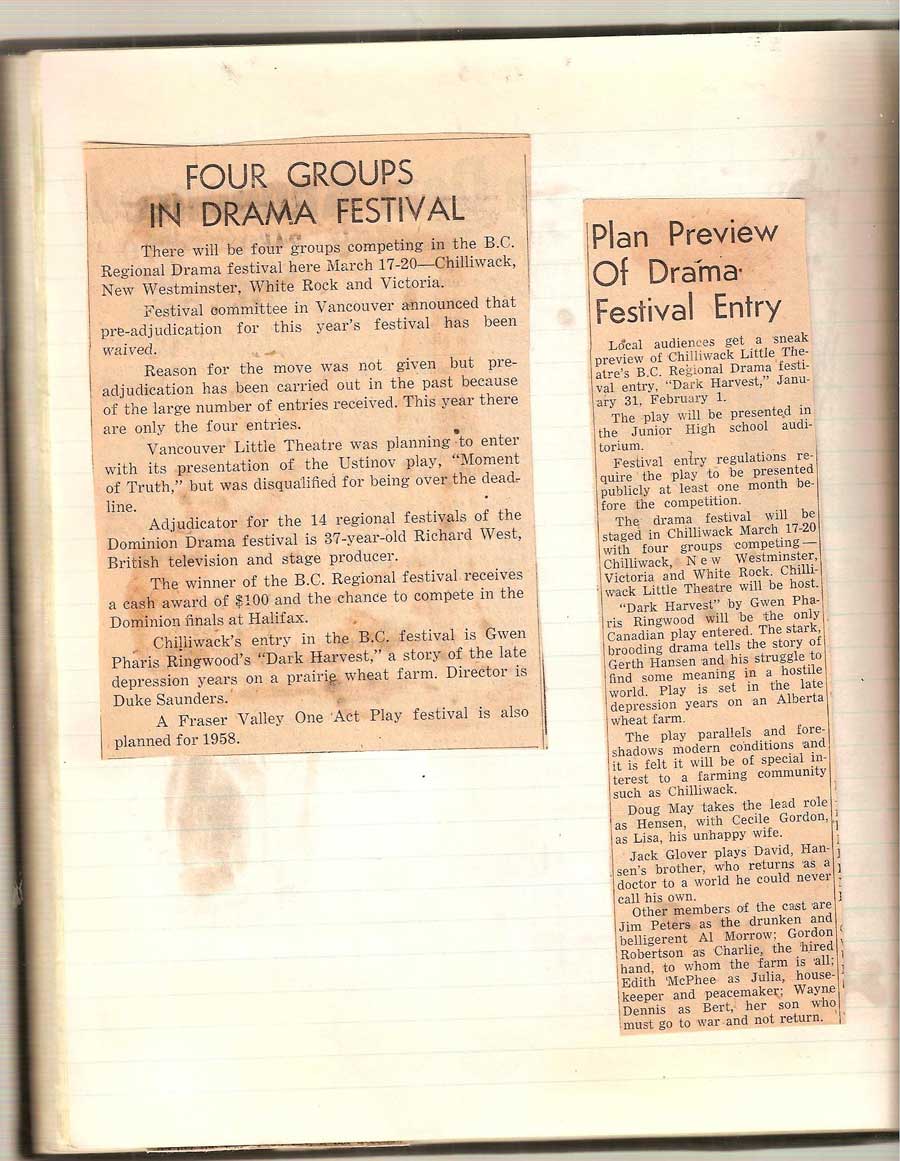 FOUR GROUPS
IN DRAMA FESTIVAL
There will be four groups competing in the B.C.
Regional Drama festival here March 17-20—Chilliwack,
New Westminster, White Rock and Victoria.
Festival committee in Vancouver announced that
pre-adjudication for this year's festival has been
waived.
Reason for the move was not given but pre-
adjudication has been carried out in the past because
of the large number of entries received. This year there
are only the four entries.
Vancouver Little Theatre was planning to enter
with its presentation of the Ustinov play, "Moment
of Truth," but was disqualified for being over the dead-
line.
Adjudicator for the 14 regional festivals of the
Dominion Drama festival is 37-year-old Richard West,
British television and stage producer.
The winner of the B.C. Regional festival receives
a cash award of $100 and the chance to compete in the
Dominion finals at Halifax.
Chilliwack's entry in the B.C. festival is Gwen
Pharis Ringwood's "Dark Harvest," a story of the late
depression years on a prairie wheat farm. Director is
Duke Saunders.
A Fraser Valley One Act Play festival is also
planned for 1958.
Plan Preview
Of Drama
Festival Entry
Local audiences get a sneak
preview of Chilliwack Little The-
atre's B.C. Regional Drama festi-
val entry, "Dark Harvest," Janu-
ary 31, February 1.
The play will be presented in
the Junior High school audi-
torium.
Festival entry regulations re-
quire the play to be presented
publicly at least one month be-
fore the competition.
The drama festival will be
staged in Chilliwack March 17-20
with four groups competing—
Chilliwack, New Westminster,
Victoria and White Rock. Chilli-
wack Little Theatre will be host.
"Dark Harvest" by Gwen Pha-
ris Ringwood will be the only
Canadian play entered. The stark,
brooding drama tells the story of
Gerth Hansen and his struggle to
find some meaning in a hostile
world. Play is set in the late
depression years on an Alberta
wheat farm.
The play parallels and fore-
shadows modern conditions and
it is felt it will be of special in-
terest to a farming community
such as Chilliwack.
Doug May takes the lead role
as Hensen, with Cecile Gordon,
as Lisa, his unhappy wife.
Jack Glover plays David, Han-
sen's brother, who returns as a
doctor to a world he could never
call his own.
Other members of the cast are
Jim Peters as the drunken and
belligerent Al Morrow; Gordon
Robertson as Charlie, the hired
hand, to whom the farm is all;
Edith McPhee as Julia, house-
keeper and peacemaker; Wayne
Dennis as Bert, her son who
must go to war and not return.